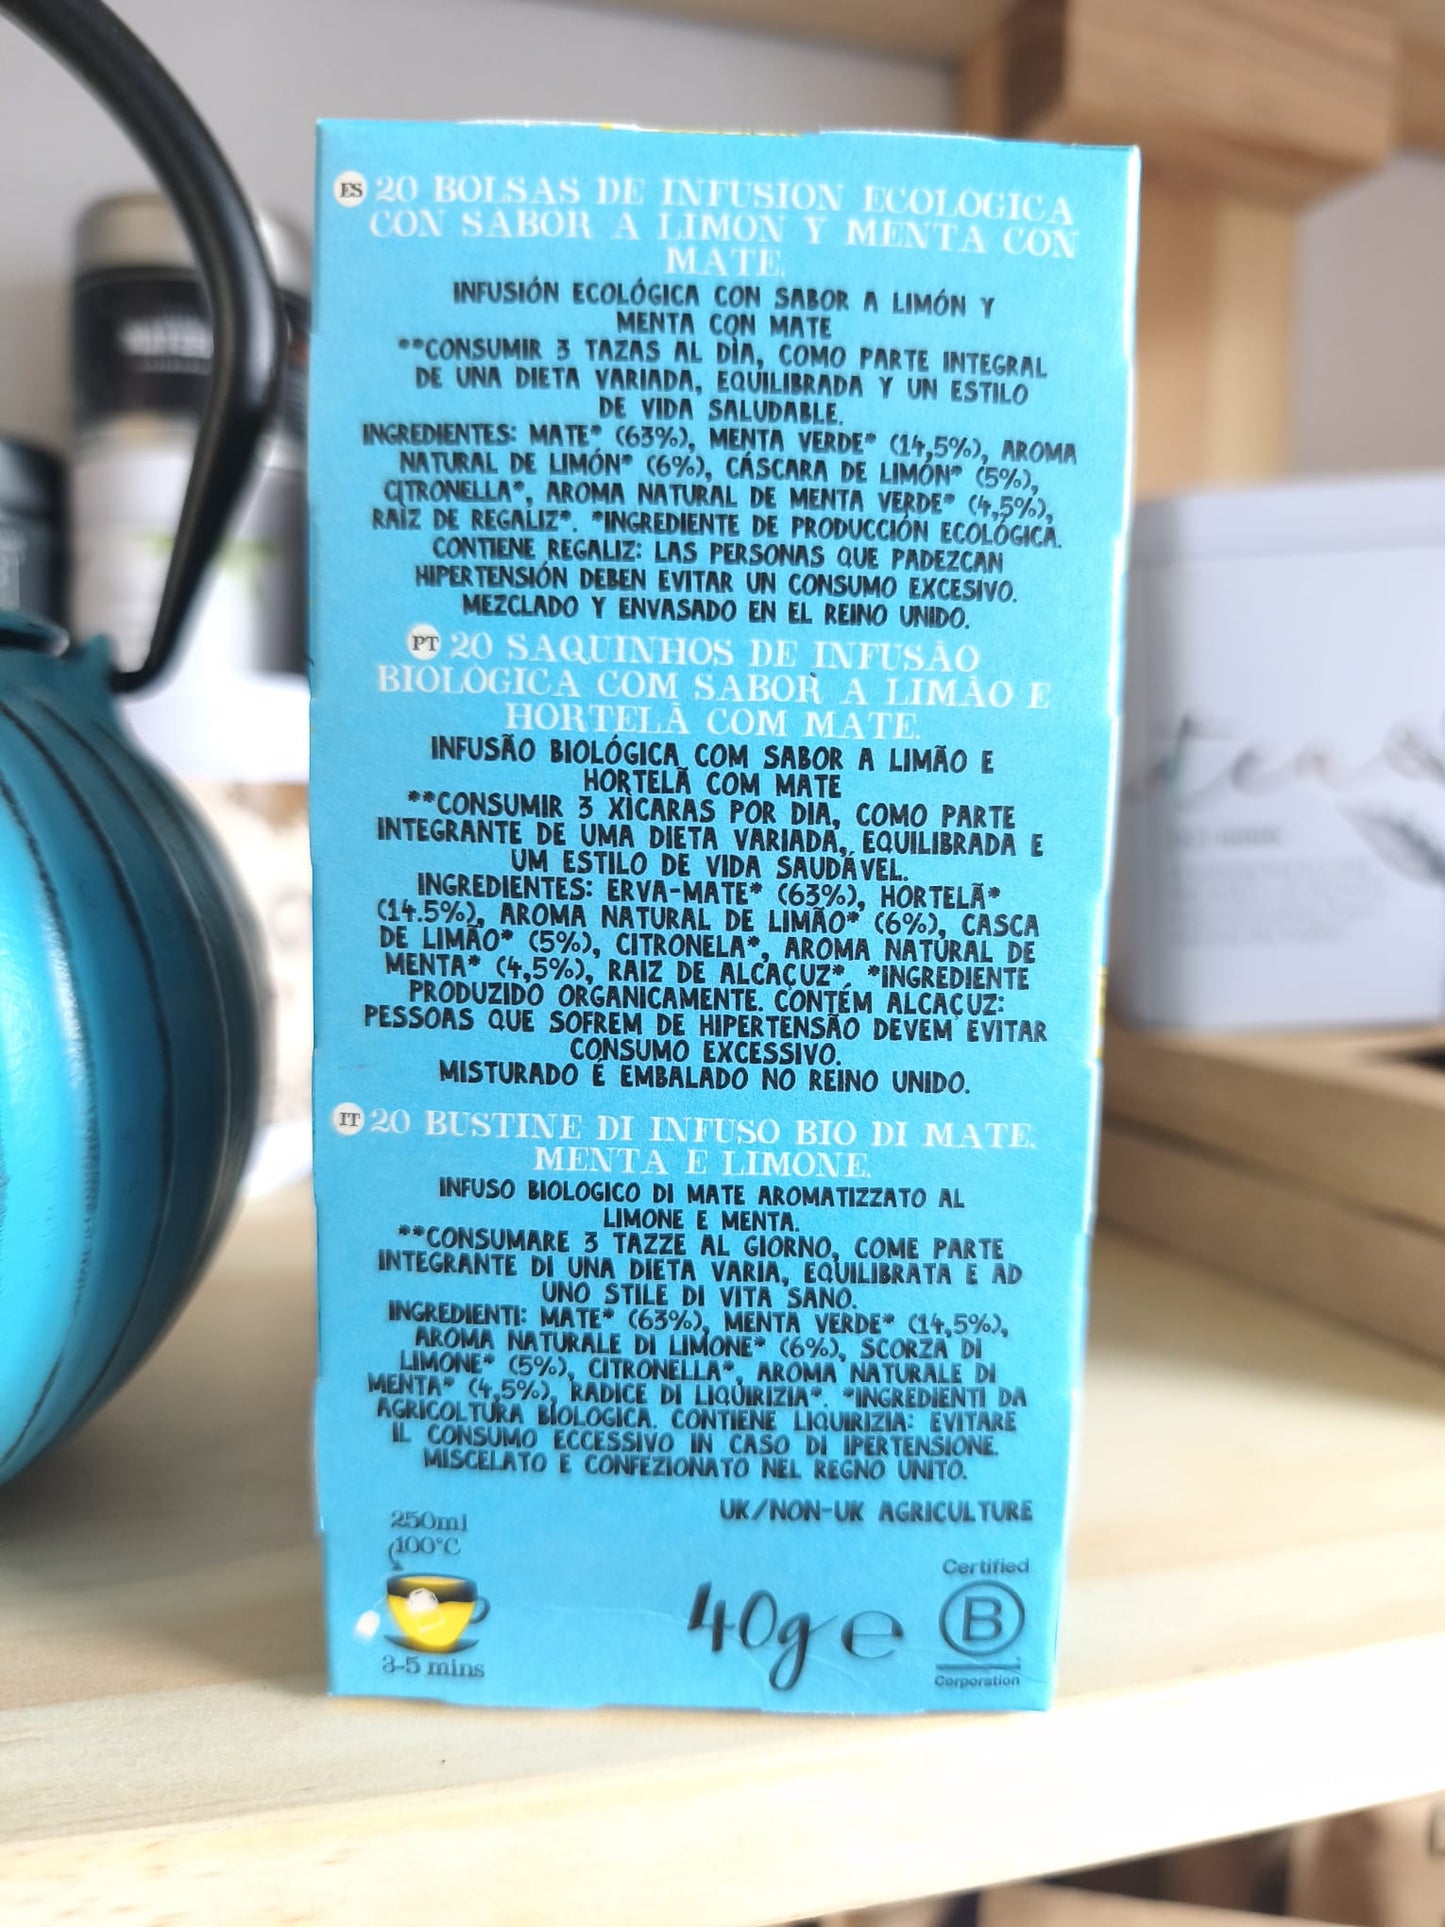 ES 20 BOLSAS DE INFUSION ECOLOGICA
CON SABOR A LIMON Y MENTA CON
MATE.
INFUSIÓN ECOLÓGICA CON SABOR A LIMÓN Y
MENTA CON MATE
**CONSUMIR 3 TAZAS AL DÍA, COMO PARTE INTEGRAL
DE UNA DIETA VARIADA, EQUILIBRADA Y UN ESTILO
DE VIDA SALUDABLE.
INGREDIENTES: MATE* (63%), MENTA VERDE* (14,5%), AROMA
NATURAL DE LIMÓN* (6%), CÁSCARA DE LIMÓN* (5%),
CITRONELLA*, AROMA NATURAL DE MENTA VERDE* (4,5%),
RAÍZ DE REGALIZ*. *INGREDIENTE DE PRODUCCIÓN ECOLÓGICA.
CONTIENE REGALIZ: LAS PERSONAS QUE PADEZCAN
HIPERTENSIÓN DEBEN EVITAR UN CONSUMO EXCESIVO.
MEZCLADO Y ENVASADO EN EL REINO UNIDO.
PT 20 SAQUINHOS DE INFUSÃO
BIOLÓGICA COM SABOR A LIMÃO E
HORTELÃ COM MATE.
INFUSÃO BIOLÓGICA COM SABOR A LIMÃO E
HORTELÃ COM MATE
**CONSUMIR 3 XÍCARAS POR DIA, COMO PARTE
INTEGRANTE DE UMA DIETA VARIADA, EQUILIBRADA E
UM ESTILO DE VIDA SAUDÁVEL.
INGREDIENTES: ERVA-MATE* (63%), HORTELÃ*
(14.5%), AROMA NATURAL DE LIMÃO* (6%), CASCA
DE LIMÃO* (5%), CITRONELA*, AROMA NATURAL DE
MENTA* (4,5%), RAIZ DE ALCAÇUZ*. *INGREDIENTE
PRODUZIDO ORGANICAMENTE. CONTÉM ALCAÇUZ:
PESSOAS QUE SOFREM DE HIPERTENSÃO DEVEM EVITAR
CONSUMO EXCESSIVO.
MISTURADO E EMBALADO NO REINO UNIDO.
IT 20 BUSTINE DI INFUSO BIO DI MATE,
MENTA E LIMONE.
INFUSO BIOLOGICO DI MATE AROMATIZZATO AL
LIMONE E MENTA.
**CONSUMARE 3 TAZZE AL GIORNO, COME PARTE
INTEGRANTE DI UNA DIETA VARIA, EQUILIBRATA E AD
UNO STILE DI VITA SANO.
INGREDIENTI: MATE* (63%), MENTA VERDE* (14,5%),
AROMA NATURALE DI LIMONE* (6%), SCORZA DI
LIMONE* (5%), CITRONELLA*, AROMA NATURALE DI
MENTA* (4,5%), RADICE DI LIQUIRIZIA*. *INGREDIENTI DA
AGRICOLTURA BIOLOGICA. CONTIENE LIQUIRIZIA: EVITARE
IL CONSUMO ECCESSIVO IN CASO DI IPERTENSIONE.
MISCELATO E CONFEZIONATO NEL REGNO UNITO.
UK/NON-UK AGRICULTURE
250ml
100°C
3-5 mins
40g e
Certified
B
Corporation
teas